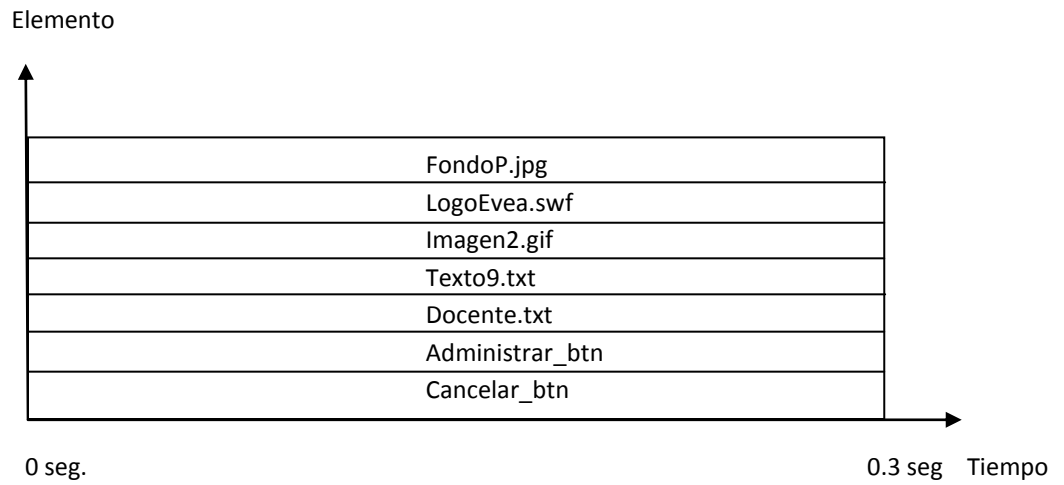 Elemento
FondoP.jpg
LogoEvea.swf
Imagen2.gif
Texto9.txt
Docente.txt
Administrar_btn
Cancelar_btn
0 seg. 0.3 seg Tiempo